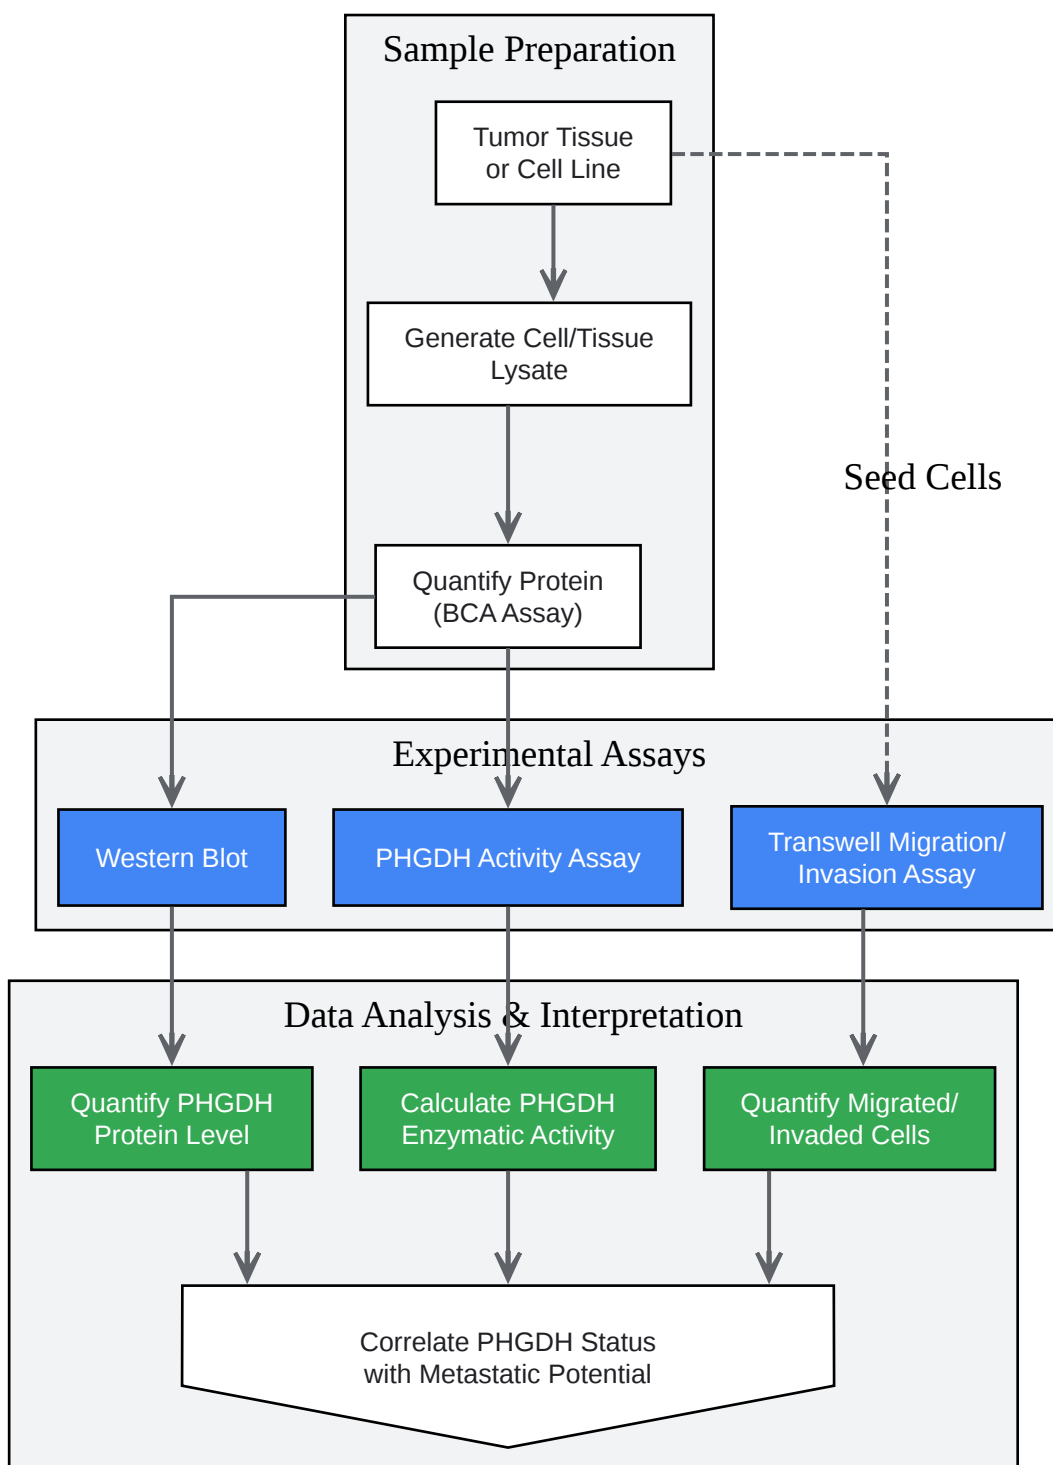 Sample Preparation
Tumor Tissue
or Cell Line
Generate Cell/Tissue
Lysate
Seed Cells
Quantify Protein
(BCA Assay)
Experimental Assays
Western Blot
PHGDH Activity Assay
Transwell Migration/
Invasion Assay
Data Analysis & Interpretation
Quantify PHGDH
Protein Level
Calculate PHGDH
Enzymatic Activity
Quantify Migrated/
Invaded Cells
Correlate PHGDH Status
with Metastatic Potential